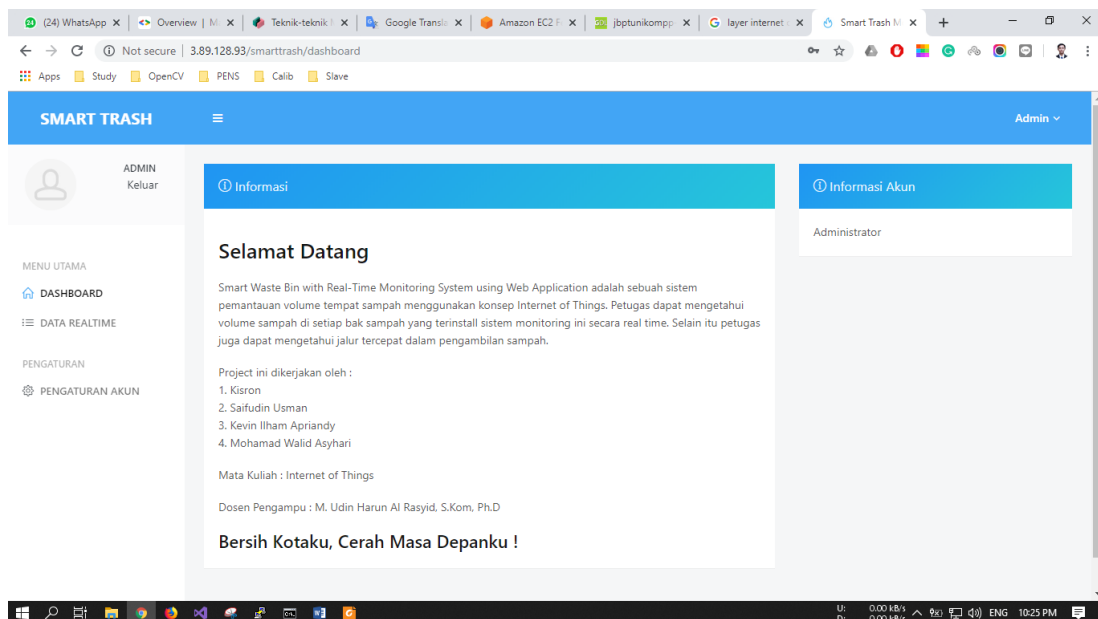 (24) WhatsApp
Overview | M
Teknik-teknik
Google Transla
Amazon EC2 F
jbptunikompp
layer internet
Smart Trash M
Not secure | 3.89.128.93/smarttrash/dashboard
Apps Study OpenCV PENS Calib Slave
SMART TRASH
Admin
ADMIN
Keluar
MENU UTAMA
DASHBOARD
DATA REALTIME
PENGATURAN
PENGATURAN AKUN
Informasi
Selamat Datang
Smart Waste Bin with Real-Time Monitoring System using Web Application adalah sebuah sistem
pemantauan volume tempat sampah menggunakan konsep Internet of Things. Petugas dapat mengetahui
volume sampah di setiap bak sampah yang terinstall sistem monitoring ini secara real time. Selain itu petugas
juga dapat mengetahui jalur tercepat dalam pengambilan sampah.
Project ini dikerjakan oleh :
1. Kisron
2. Saifudin Usman
3. Kevin Ilham Apriandy
4. Mohamad Walid Asyhari
Mata Kuliah : Internet of Things
Dosen Pengampu : M. Udin Harun Al Rasyid, S.Kom, Ph.D
Bersih Kotaku, Cerah Masa Depanku !
Informasi Akun
Administrator
U: 0.00 kB/s
D: 0.00 kB/s
ENG 10:25 PM